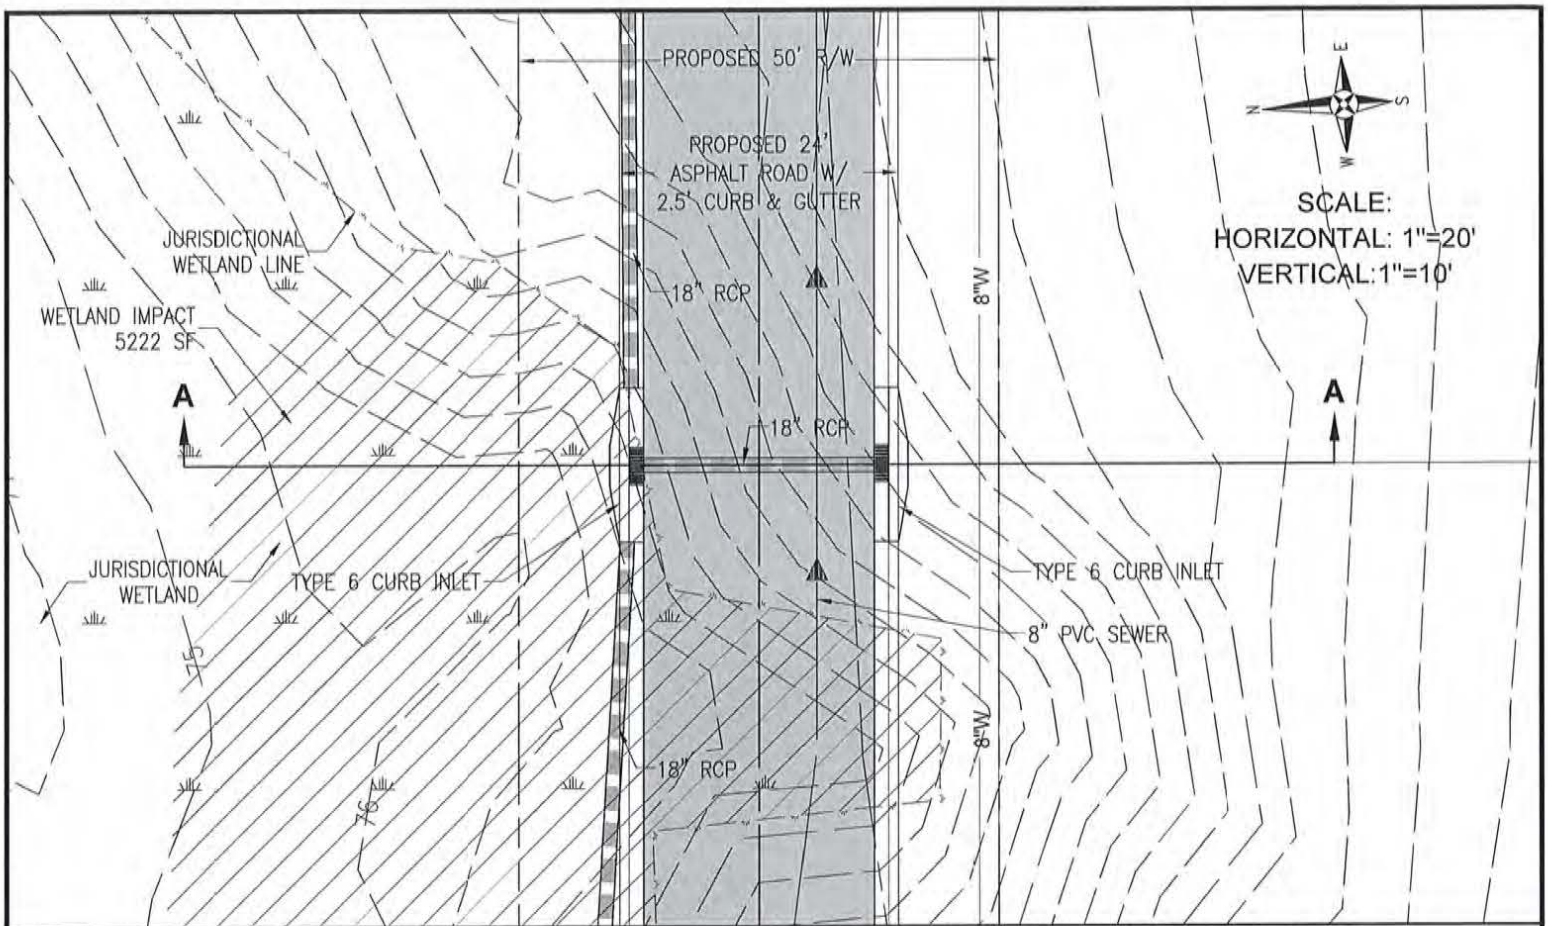 PROPOSED 50' R/W
E
N
S
W
PROPOSED 24'
ASPHALT ROAD W/
2.5' CURB & GUTTER
SCALE:
HORIZONTAL: 1"=20'
VERTICAL:1"=10'
JURISDICTIONAL
WETLAND LINE
18" RCP
8"W
WETLAND IMPACT
5222 SF
A
A
18" RCP
JURISDICTIONAL
WETLAND
TYPE 6 CURB INLET
TYPE 6 CURB INLET
8" PVC SEWER
75
8"W
18" RCP
76